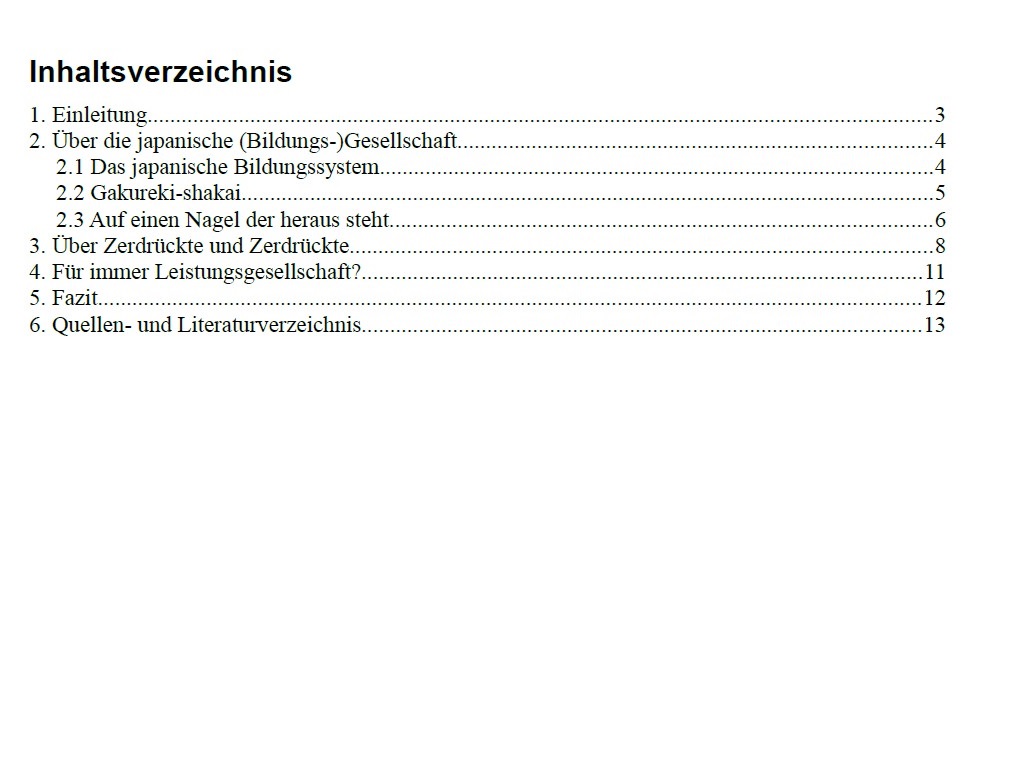 Inhaltsverzeichnis
1. Einleitung.....3
2. Über die japanische (Bildungs-)Gesellschaft.....4
2.1 Das japanische Bildungssystem.....4
2.2 Gakureki-shakai.....5
2.3 Auf einen Nagel der heraus steht.....6
3. Über Zerdrückte und Zerdrückte.....8
4. Für immer Leistungsgesellschaft?.....11
5. Fazit.....12
6. Quellen- und Literaturverzeichnis.....13